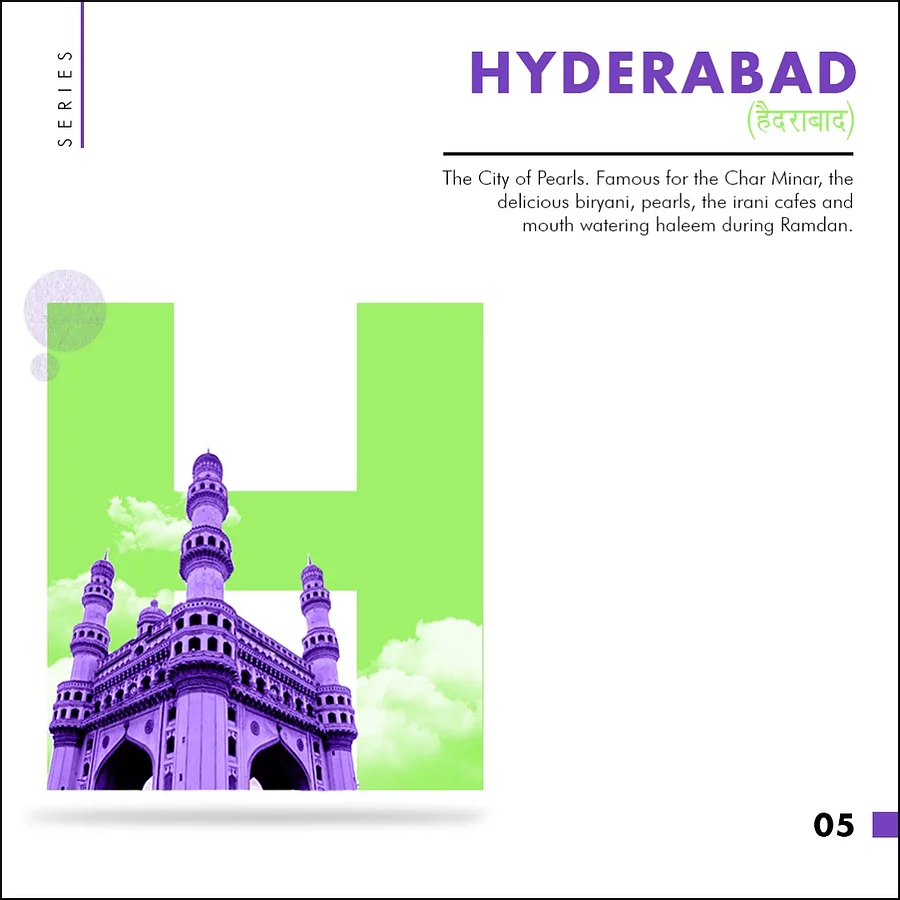 SERIES
HYDERABAD
(हैदराबाद)
The City of Pearls. Famous for the Char Minar, the
delicious biryani, pearls, the irani cafes and
mouth watering haleem during Ramdan.
H
05